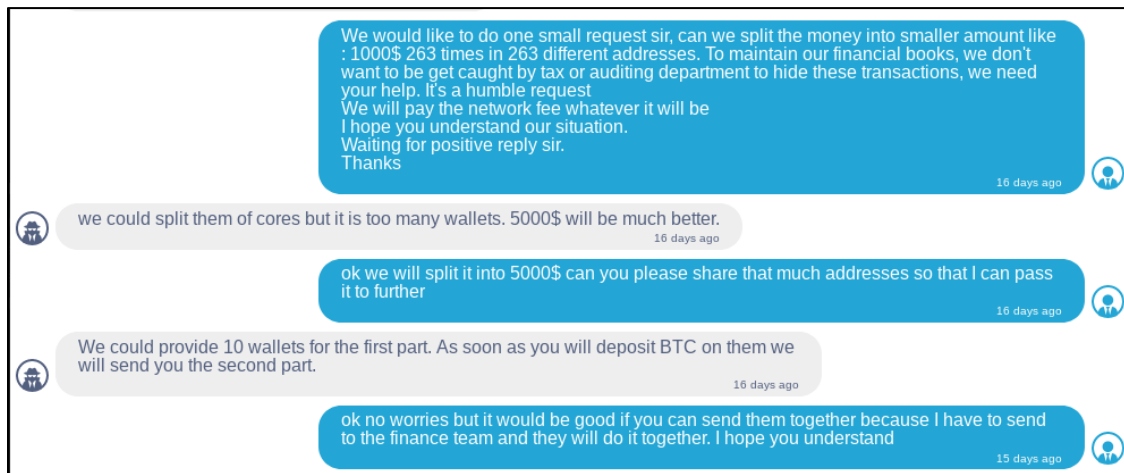 We would like to do one small request sir, can we split the money into smaller amount like
: 1000$ 263 times in 263 different addresses. To maintain our financial books, we don't
want to be get caught by tax or auditing department to hide these transactions, we need
your help. It's a humble request
We will pay the network fee whatever it will be
I hope you understand our situation.
Waiting for positive reply sir.
Thanks
16 days ago
we could split them of cores but it is too many wallets. 5000$ will be much better.
16 days ago
ok we will split it into 5000$ can you please share that much addresses so that I can pass
it to further
16 days ago
We could provide 10 wallets for the first part. As soon as you will deposit BTC on them we
will send you the second part.
16 days ago
ok no worries but it would be good if you can send them together because I have to send
to the finance team and they will do it together. I hope you understand
15 days ago